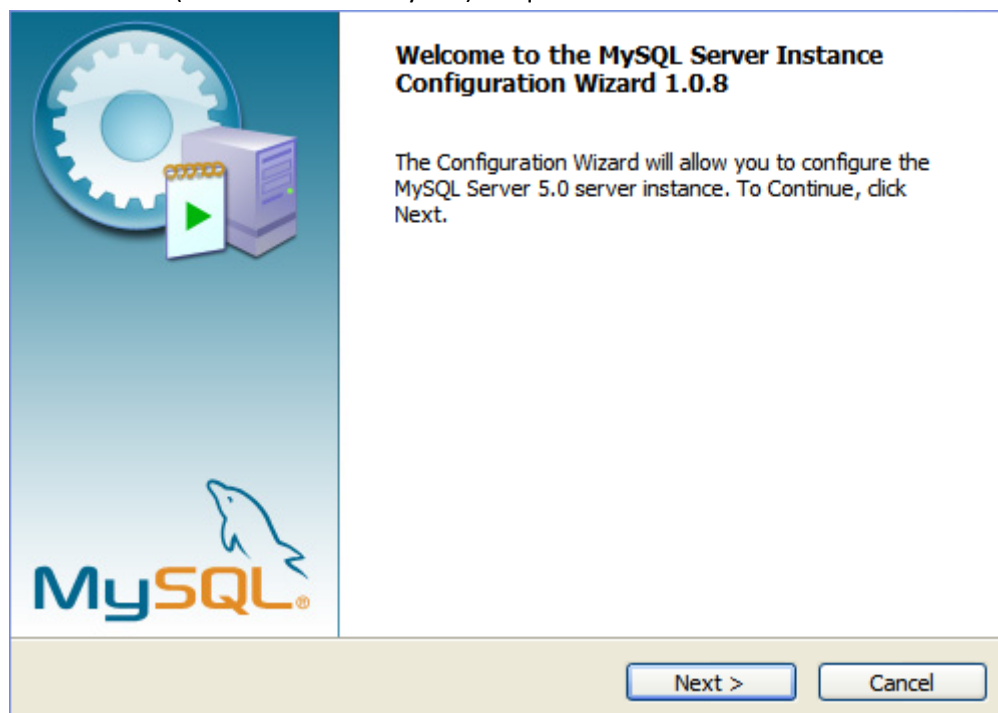 Welcome to the MySQL Server Instance
Configuration Wizard 1.0.8
The Configuration Wizard will allow you to configure the
MySQL Server 5.0 server instance. To Continue, click
Next.
MySQL®
Next >
Cancel